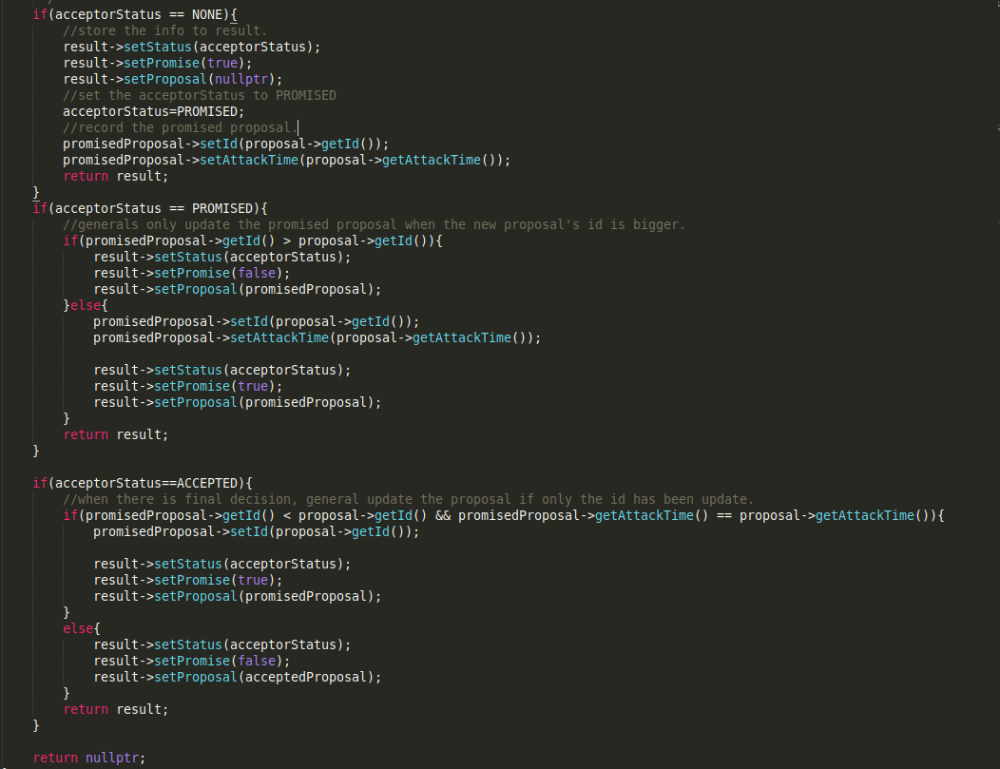 if(acceptorStatus == NONE){
//store the info to result.
result->setStatus(acceptorStatus);
result->setPromise(true);
result->setProposal(nullptr);
//set the acceptorStatus to PROMISED
acceptorStatus=PROMISED;
//record the promised proposal.
promisedProposal->setId(proposal->getId());
promisedProposal->setAttackTime(proposal->getAttackTime());
return result;
}
if(acceptorStatus == PROMISED){
//generals only update the promised proposal when the new proposal's id is bigger.
if(promisedProposal->getId() > proposal->getId()){
result->setStatus(acceptorStatus);
result->setPromise(false);
result->setProposal(promisedProposal);
}else{
promisedProposal->setId(proposal->getId());
promisedProposal->setAttackTime(proposal->getAttackTime());
result->setStatus(acceptorStatus);
result->setPromise(true);
result->setProposal(promisedProposal);
}
return result;
}
if(acceptorStatus==ACCEPTED){
//when there is final decision, general update the proposal if only the id has been update.
if(promisedProposal->getId() < proposal->getId() && promisedProposal->getAttackTime() == proposal->getAttackTime()){
promisedProposal->setId(proposal->getId());
result->setStatus(acceptorStatus);
result->setPromise(true);
result->setProposal(promisedProposal);
}
else{
result->setStatus(acceptorStatus);
result->setPromise(false);
result->setProposal(acceptedProposal);
}
return result;
}
return nullptr;